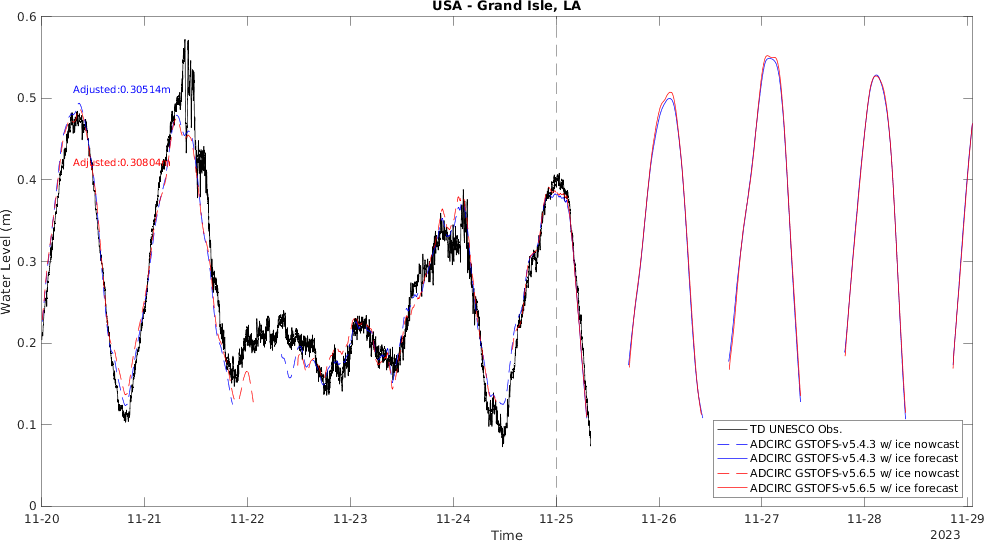 USA - Grand Isle, LA
0.6
0.5
0.4
0.3
0.2
0.1
0
Water Level (m)
Adjusted:0.30514m
Adjusted:0.30804m
TD UNESCO Obs.
ADCIRC GSTOFS-v5.4.3 w/ ice nowcast
ADCIRC GSTOFS-v5.4.3 w/ ice forecast
ADCIRC GSTOFS-v5.6.5 w/ ice nowcast
ADCIRC GSTOFS-v5.6.5 w/ ice forecast
11-20 11-21 11-22 11-23 11-24 11-25 11-26 11-27 11-28 11-29
Time
2023